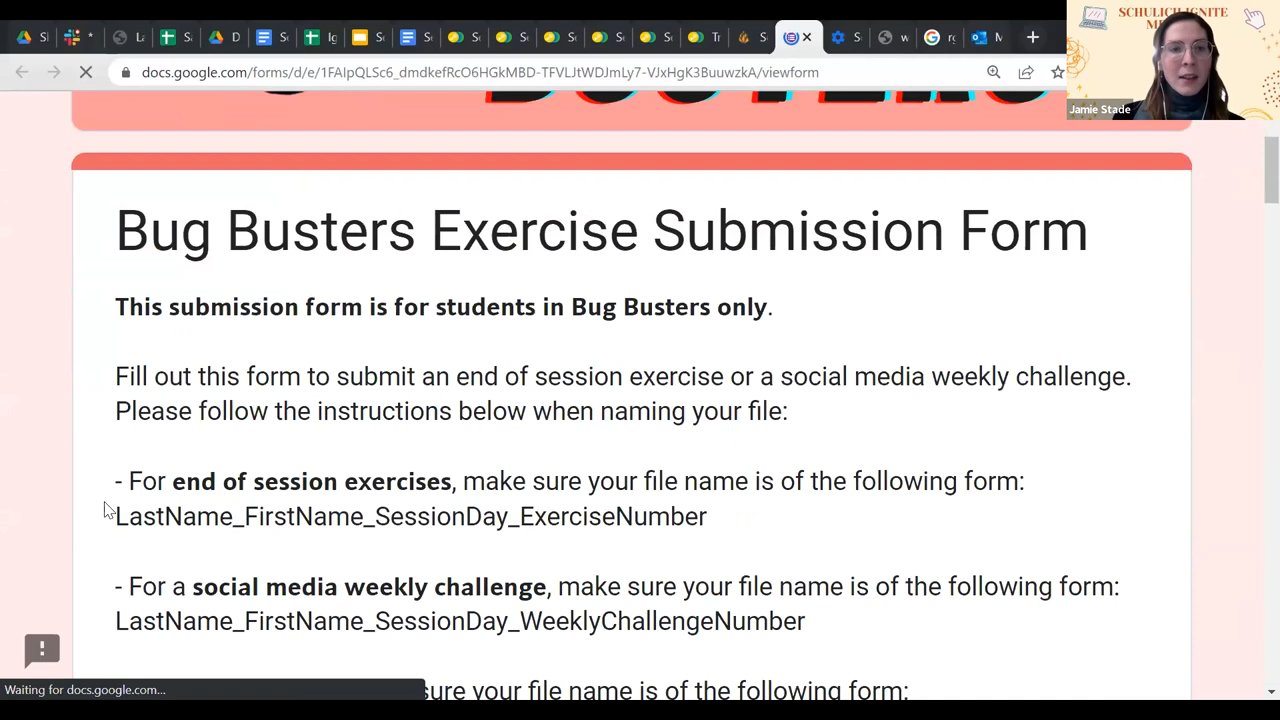 SCHULICH IGNITE
S
*
L
S
D
S
Ig
S
S
S
S
S
S
S
Tr
S
S
w
rg
M
docs.google.com/forms/d/e/1FAIpQLSc6_dmdkefRcO6HGkMBD-TFVLJtWDJmLy7-VJxHgK3BuuwzkA/viewform
Jamie Stade
Bug Busters Exercise Submission Form
This submission form is for students in Bug Busters only.
Fill out this form to submit an end of session exercise or a social media weekly challenge.
Please follow the instructions below when naming your file:
- For end of session exercises, make sure your file name is of the following form:
LastName_FirstName_SessionDay_ExerciseNumber
- For a social media weekly challenge, make sure your file name is of the following form:
LastName_FirstName_SessionDay_WeeklyChallengeNumber
sure your file name is of the following form:
Waiting for docs.google.com...